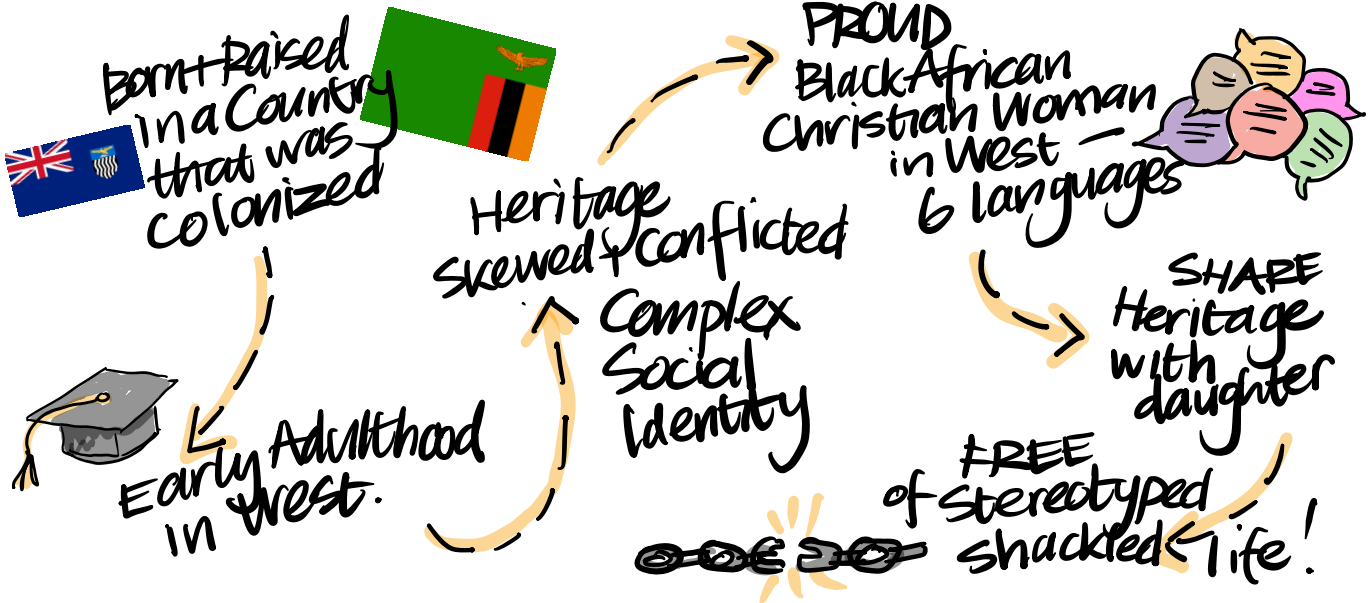 Born + Raised
in a Country
that was
colonized
Early Adulthood
in West.
Heritage
skewed + conflicted
Complex
Social
Identity
PROUD
Black African
Christian Woman
in West –
6 languages
SHARE
Heritage
with
daughter
FREE
of stereotyped
shackled life!